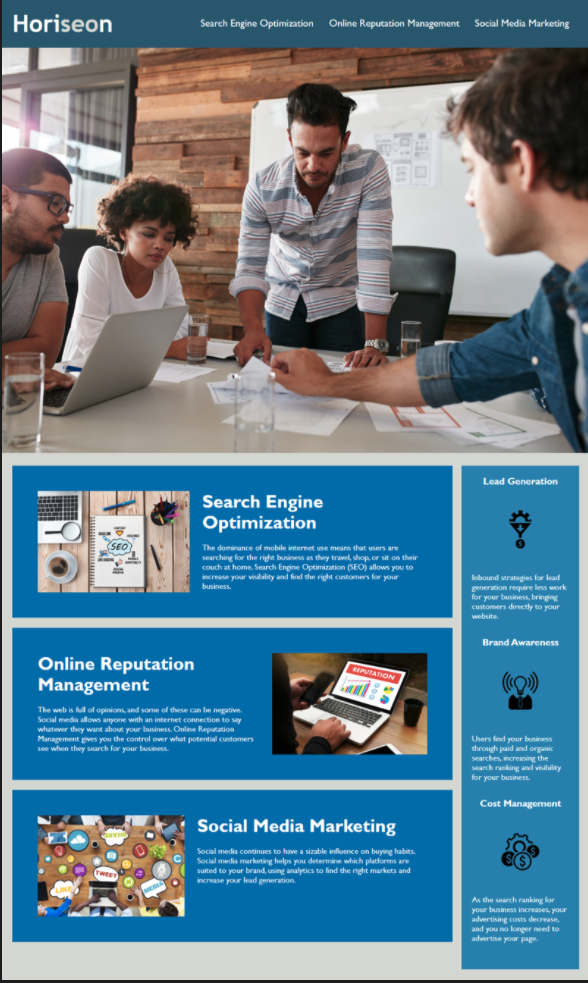 Horiseon
Search Engine Optimization
Online Reputation Management
Social Media Marketing
Search Engine
Optimization
The dominance of mobile internet use means that users are
searching for the right business as they travel, shop, or sit on their
couch at home. Search Engine Optimization (SEO) allows you to
increase your visibility and find the right customers for your
business.
SEO
Online Reputation
Management
The web is full of opinions, and some of these can be negative.
Social media allows anyone with an internet connection to say
whatever they want about your business. Online Reputation
Management gives you the control over what potential customers
see when they search for your business.
REPUTATION
Social Media Marketing
Social media continues to have a sizable influence on buying habits.
Social media marketing helps you determine which platforms are
suited to your brand, using analytics to find the right markets and
increase your lead generation.
SHARE
TWEET
LIKE
MEDIA
Lead Generation
Inbound strategies for lead
generation require less work
for your business, bringing
customers directly to your
website.
Brand Awareness
Users find your business
through paid and organic
searches, increasing the
search ranking and visibility
for your business.
Cost Management
As the search ranking for
your business increases, your
advertising costs decrease,
and you no longer need to
advertise your page.